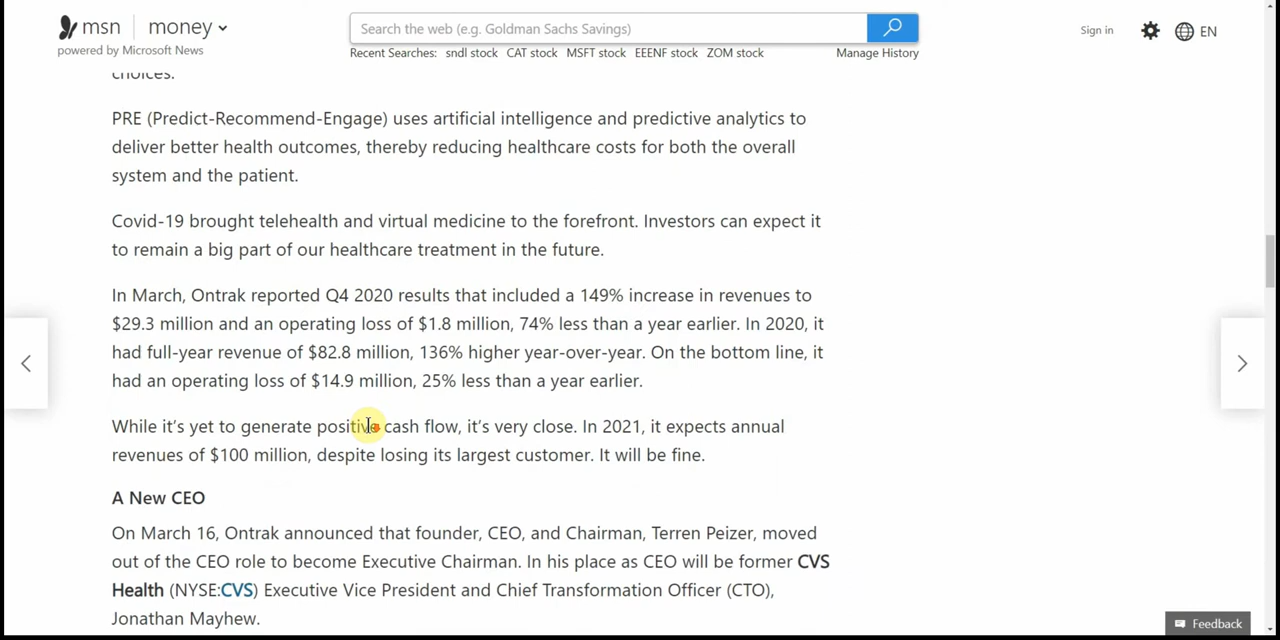 msn money
Search the web (e.g. Goldman Sachs Savings)
Sign in
EN
powered by Microsoft News
Recent Searches: sndl stock CAT stock MSFT stock EEENF stock ZOM stock Manage History
choices.
PRE (Predict-Recommend-Engage) uses artificial intelligence and predictive analytics to
deliver better health outcomes, thereby reducing healthcare costs for both the overall
system and the patient.
Covid-19 brought telehealth and virtual medicine to the forefront. Investors can expect it
to remain a big part of our healthcare treatment in the future.
In March, Ontrak reported Q4 2020 results that included a 149% increase in revenues to
$29.3 million and an operating loss of $1.8 million, 74% less than a year earlier. In 2020, it
had full-year revenue of $82.8 million, 136% higher year-over-year. On the bottom line, it
had an operating loss of $14.9 million, 25% less than a year earlier.
While it's yet to generate positive cash flow, it's very close. In 2021, it expects annual
revenues of $100 million, despite losing its largest customer. It will be fine.
A New CEO
On March 16, Ontrak announced that founder, CEO, and Chairman, Terren Peizer, moved
out of the CEO role to become Executive Chairman. In his place as CEO will be former CVS
Health (NYSE:CVS) Executive Vice President and Chief Transformation Officer (CTO),
Jonathan Mayhew.
Feedback